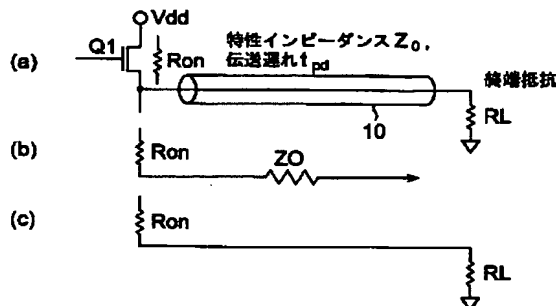 Vdd
Q1
Ron
特性インピーダンスZ0,
伝送遅れtpd
(a)
終端抵抗
10
RL
(b)
Ron
ZO
(c)
Ron
RL